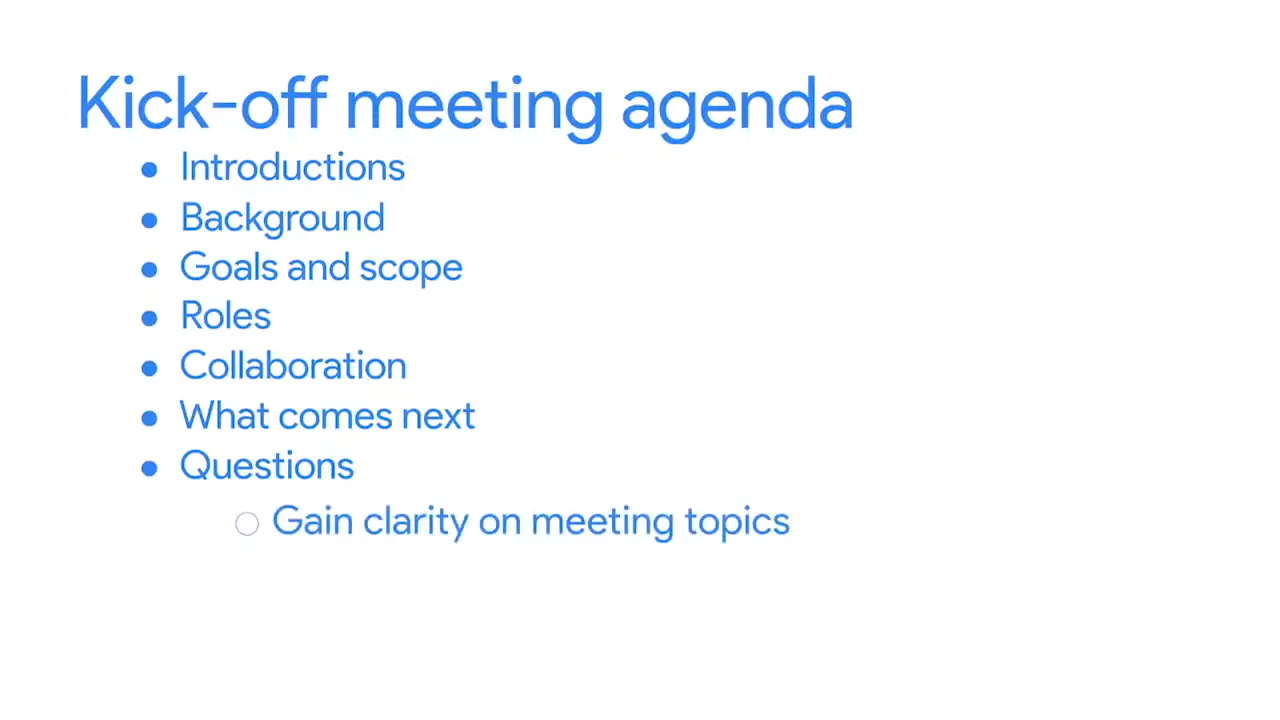 Kick-off meeting agenda
● Introductions
● Background
● Goals and scope
● Roles
● Collaboration
● What comes next
● Questions
○ Gain clarity on meeting topics